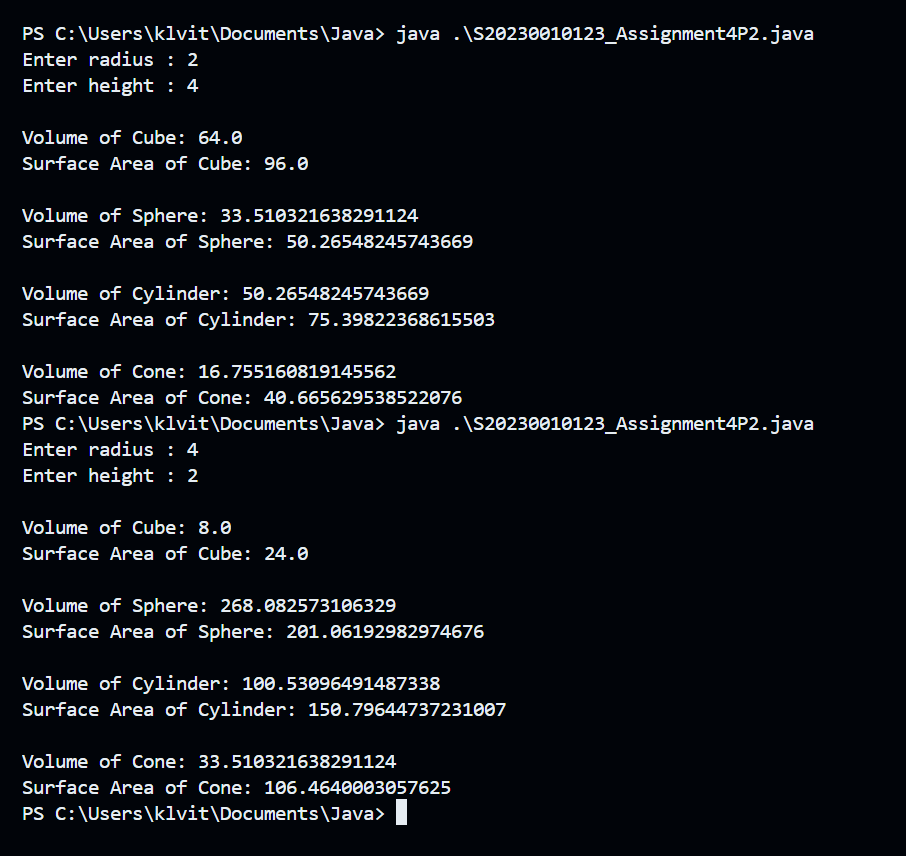 PS C:\Users\klvit\Documents\Java> java .\S20230010123_Assignment4P2.java
Enter radius : 2
Enter height : 4
Volume of Cube: 64.0
Surface Area of Cube: 96.0
Volume of Sphere: 33.510321638291124
Surface Area of Sphere: 50.26548245743669
Volume of Cylinder: 50.26548245743669
Surface Area of Cylinder: 75.39822368615503
Volume of Cone: 16.755160819145562
Surface Area of Cone: 40.665629538522076
PS C:\Users\klvit\Documents\Java> java .\S20230010123_Assignment4P2.java
Enter radius : 4
Enter height : 2
Volume of Cube: 8.0
Surface Area of Cube: 24.0
Volume of Sphere: 268.082573106329
Surface Area of Sphere: 201.06192982974676
Volume of Cylinder: 100.53096491487338
Surface Area of Cylinder: 150.79644737231007
Volume of Cone: 33.510321638291124
Surface Area of Cone: 106.4640003057625
PS C:\Users\klvit\Documents\Java>